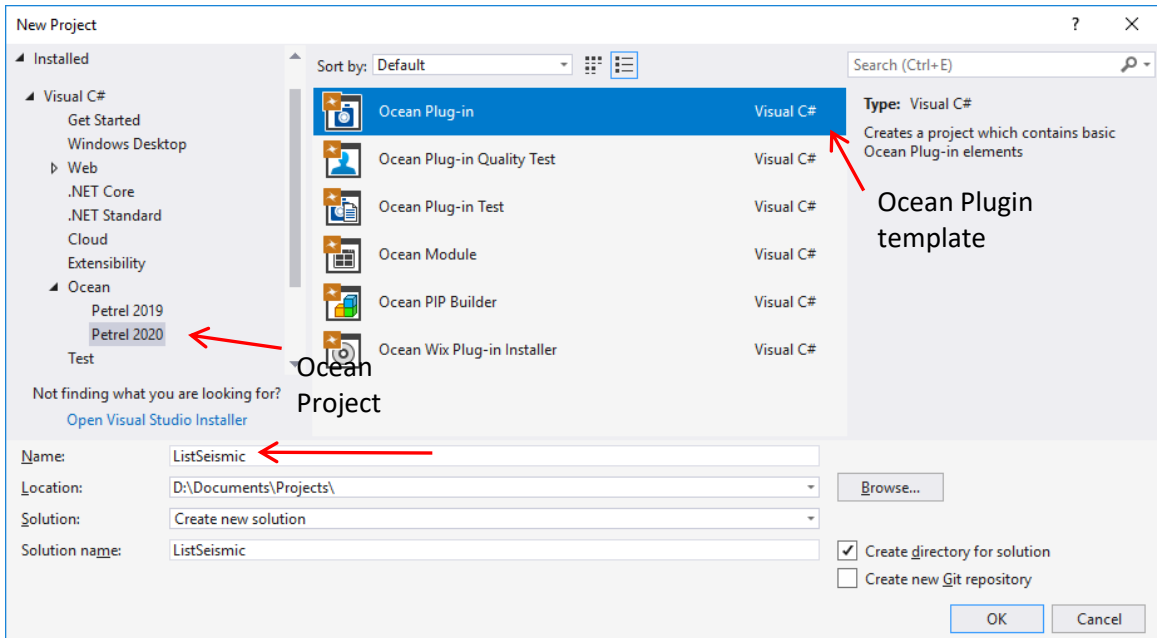 New Project
Installed
Visual C#
Get Started
Windows Desktop
Web
.NET Core
.NET Standard
Cloud
Extensibility
Ocean
Petrel 2019
Petrel 2020
Test
Not finding what you are looking for?
Open Visual Studio Installer
Sort by: Default
Ocean Plug-in Visual C#
Ocean Plug-in Quality Test Visual C#
Ocean Plug-in Test Visual C#
Ocean Module Visual C#
Ocean PIP Builder Visual C#
Ocean Wix Plug-in Installer Visual C#
Search (Ctrl+E)
Type: Visual C#
Creates a project which contains basic
Ocean Plug-in elements
Ocean Plugin
template
Ocean
Project
Name: ListSeismic
Location: D:\Documents\Projects\
Browse...
Solution: Create new solution
Solution name: ListSeismic
Create directory for solution
Create new Git repository
OK Cancel